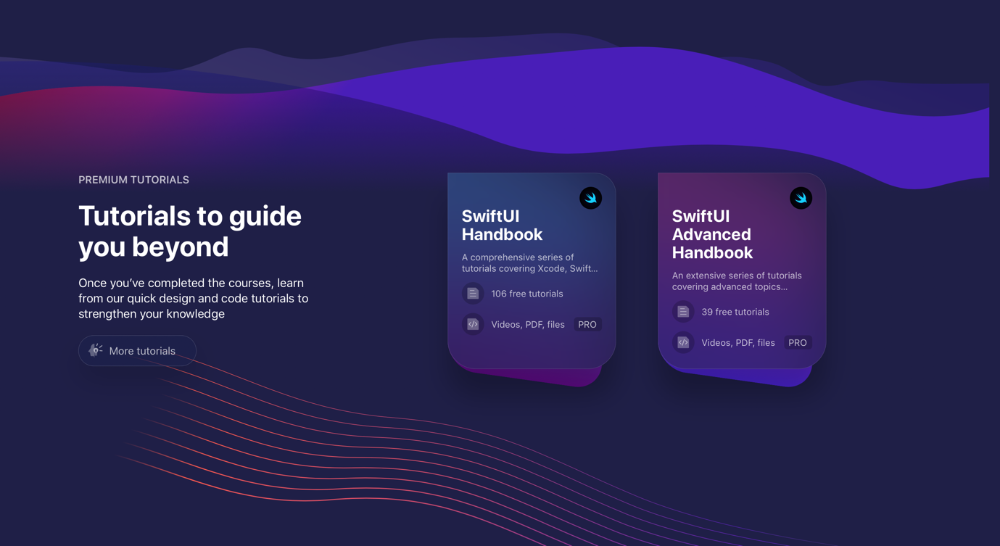 PREMIUM TUTORIALS
Tutorials to guide
you beyond
Once you’ve completed the courses, learn
from our quick design and code tutorials to
strengthen your knowledge
More tutorials
SwiftUI
Handbook
A comprehensive series of
tutorials covering Xcode, Swift...
106 free tutorials
Videos, PDF, files PRO
SwiftUI
Advanced
Handbook
An extensive series of tutorials
covering advanced topics...
39 free tutorials
Videos, PDF, files PRO